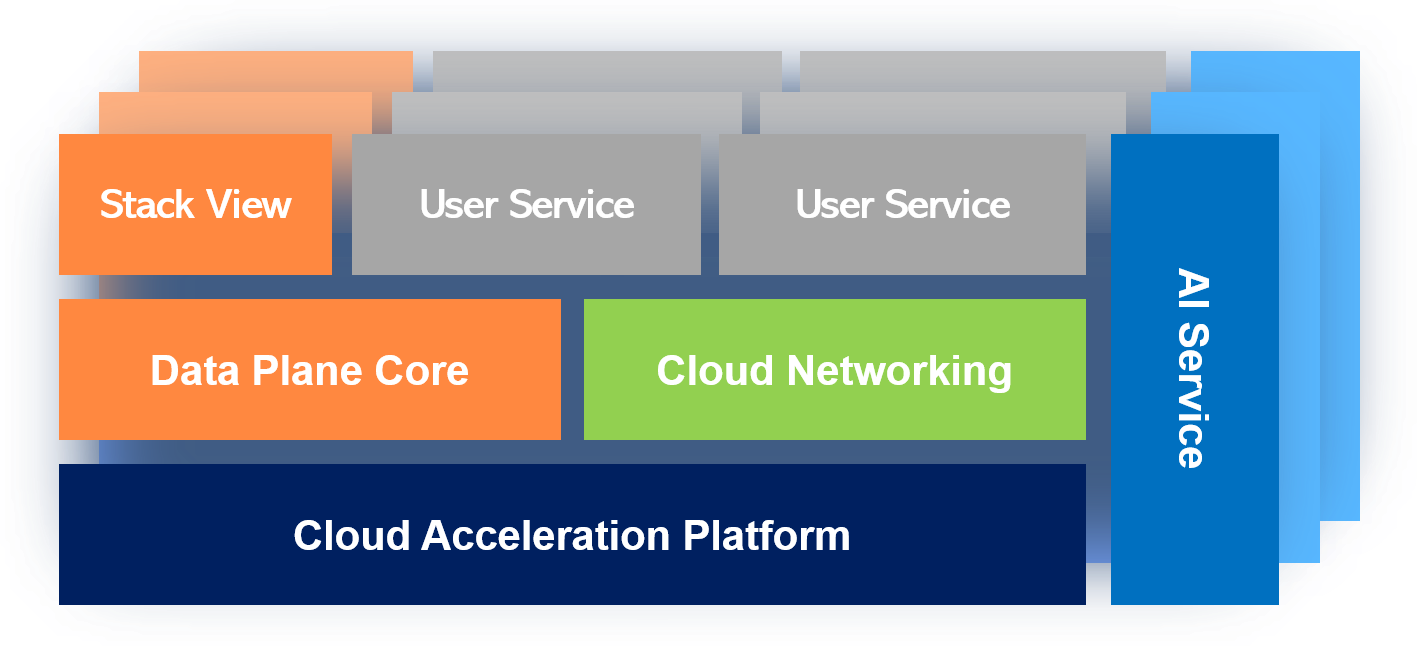 Stack View
User Service
User Service
Data Plane Core
Cloud Networking
Cloud Acceleration Platform
AI Service